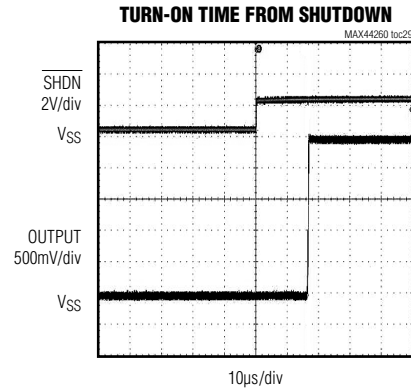 TURN-ON TIME FROM SHUTDOWN
MAX44260 toc29
SHDN
2V/div
VSS
OUTPUT
500mV/div
VSS
10µs/div